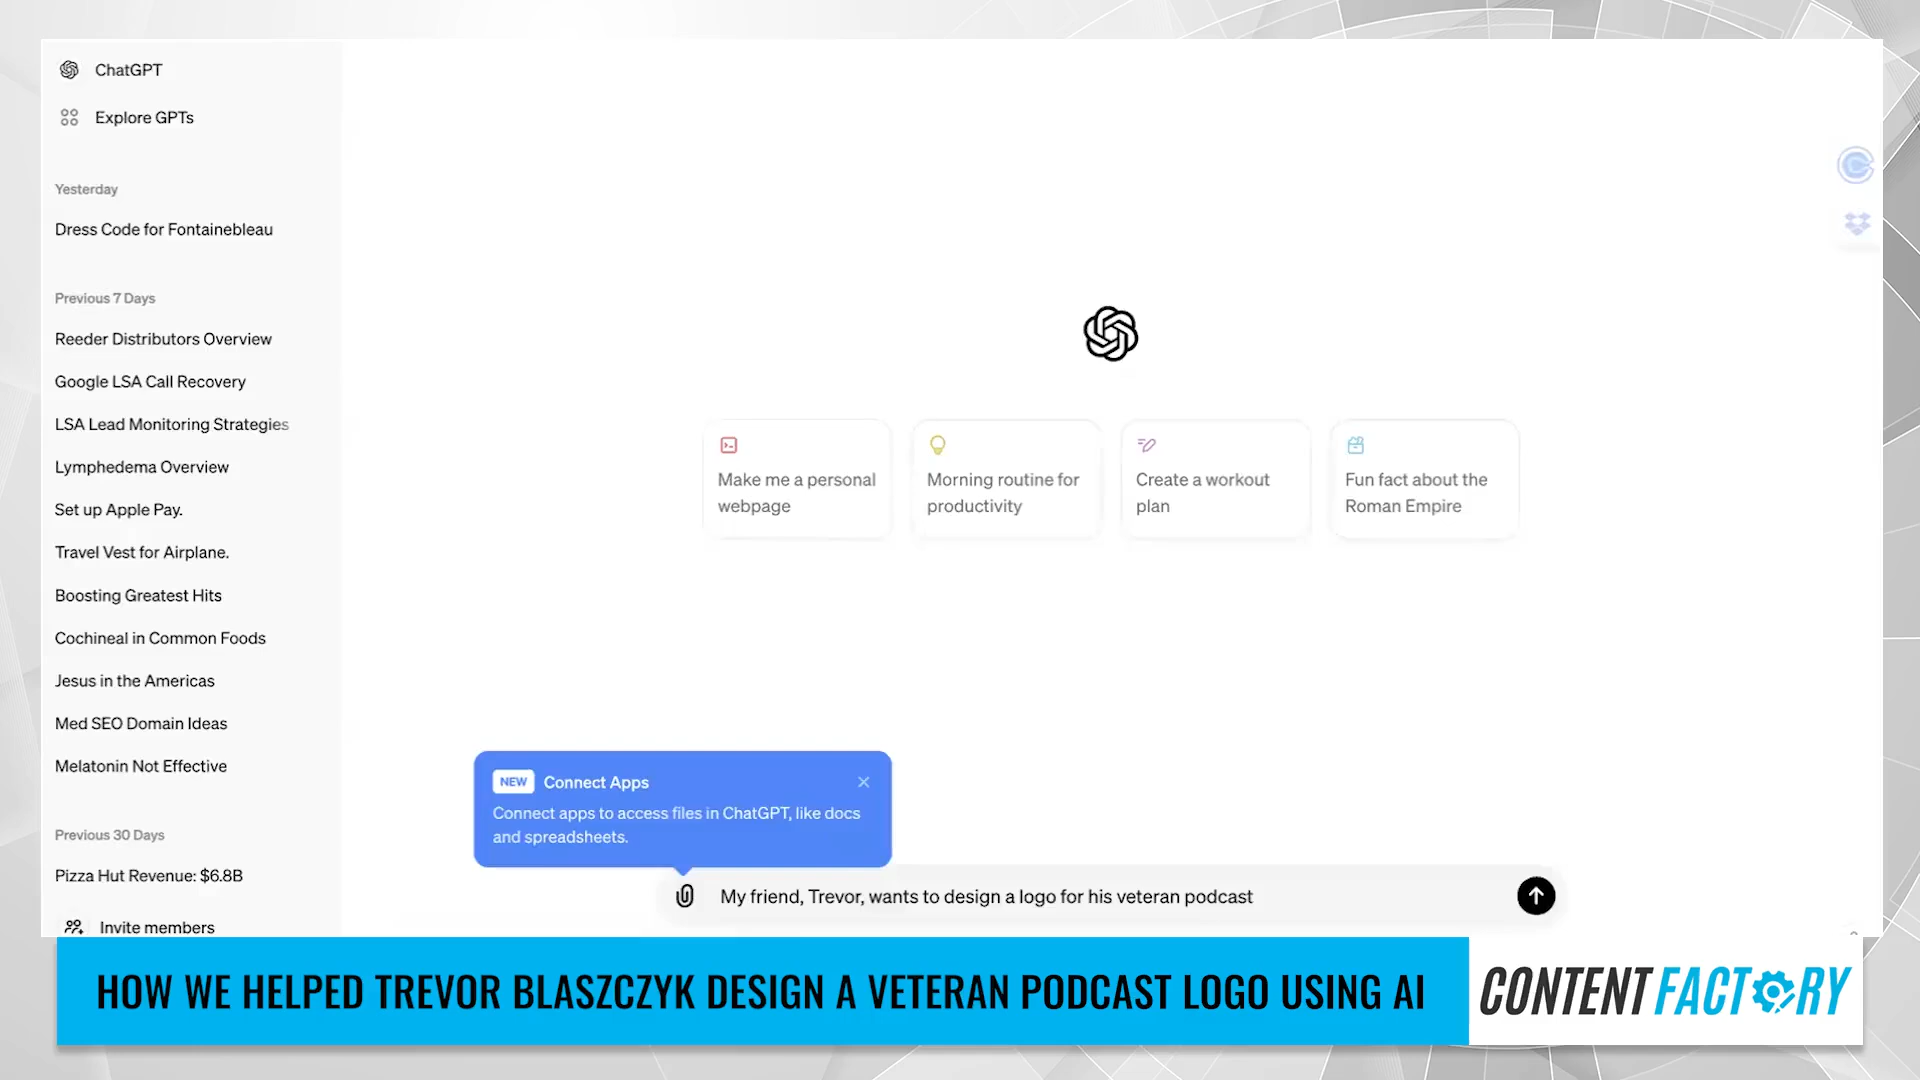 ChatGPT
Explore GPTs
Yesterday
Dress Code for Fontainebleau
Previous 7 Days
Reeder Distributors Overview
Google LSA Call Recovery
LSA Lead Monitoring Strategies
Lymphedema Overview
Set up Apple Pay.
Travel Vest for Airplane.
Boosting Greatest Hits
Cochineal in Common Foods
Jesus in the Americas
Med SEO Domain Ideas
Melatonin Not Effective
Previous 30 Days
Pizza Hut Revenue: $6.8B
Invite members
Make me a personal
webpage
Morning routine for
productivity
Create a workout
plan
Fun fact about the
Roman Empire
NEW Connect Apps
Connect apps to access files in ChatGPT, like docs
and spreadsheets.
My friend, Trevor, wants to design a logo for his veteran podcast
HOW WE HELPED TREVOR BLASZCZYK DESIGN A VETERAN PODCAST LOGO USING AI
CONTENT FACTORY